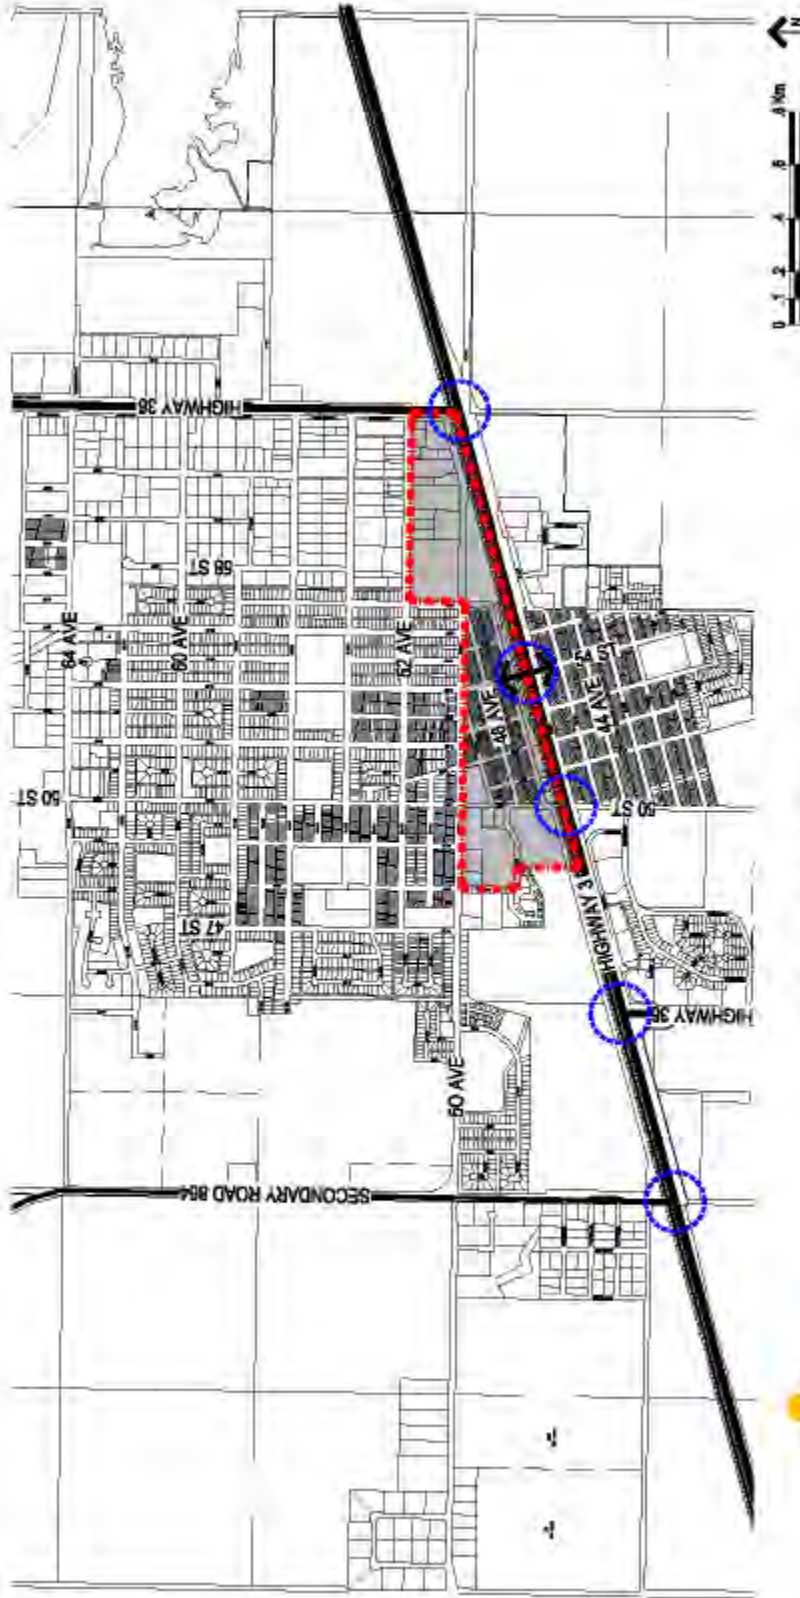 N
0 .1 .2 .4 .6 .8 Km
HIGHWAY 36
58 ST
64 AVE
60 AVE
52 AVE
54 ST
48 AVE
44 AVE
50 ST
50 ST
47 ST
HIGHWAY 3
HIGHWAY 36
50 AVE
SECONDARY ROAD 864